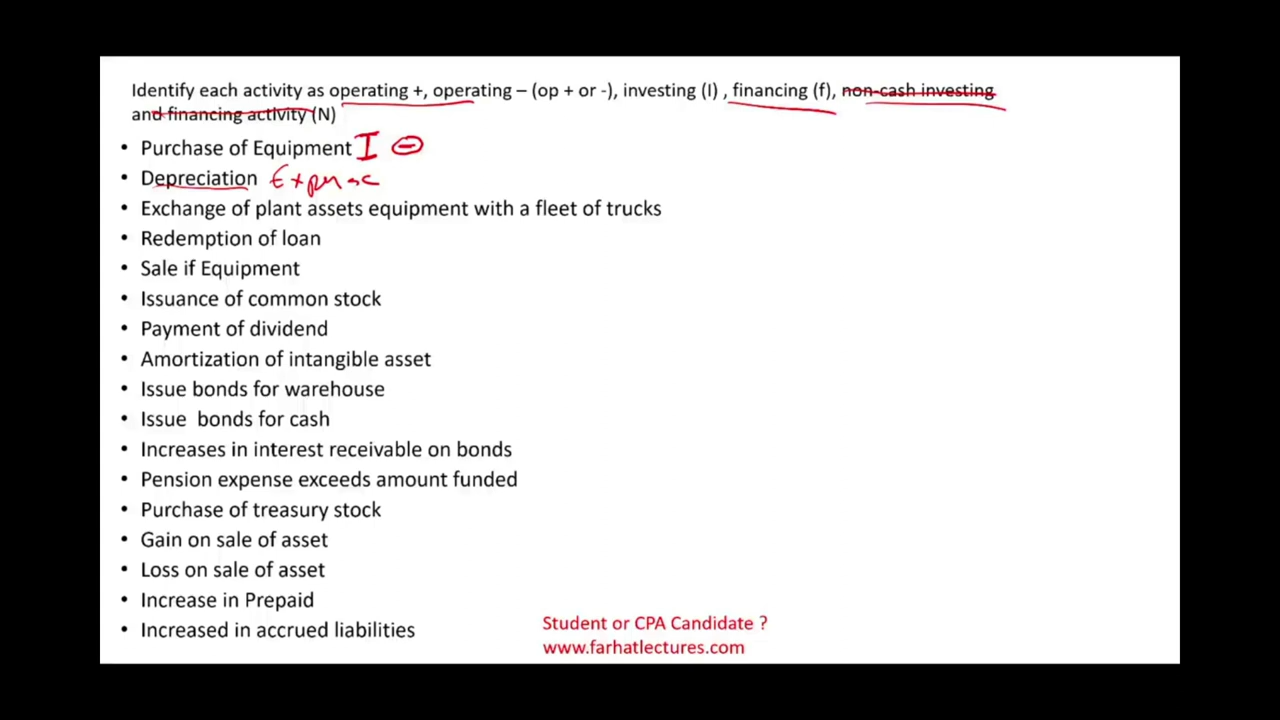 Identify each activity as operating +, operating – (op + or -), investing (I) , financing (f), non-cash investing
and financing activity (N)
• Purchase of Equipment I ⊖
• Depreciation Expense
• Exchange of plant assets equipment with a fleet of trucks
• Redemption of loan
• Sale if Equipment
• Issuance of common stock
• Payment of dividend
• Amortization of intangible asset
• Issue bonds for warehouse
• Issue bonds for cash
• Increases in interest receivable on bonds
• Pension expense exceeds amount funded
• Purchase of treasury stock
• Gain on sale of asset
• Loss on sale of asset
• Increase in Prepaid
• Increased in accrued liabilities
Student or CPA Candidate ?
www.farhatlectures.com